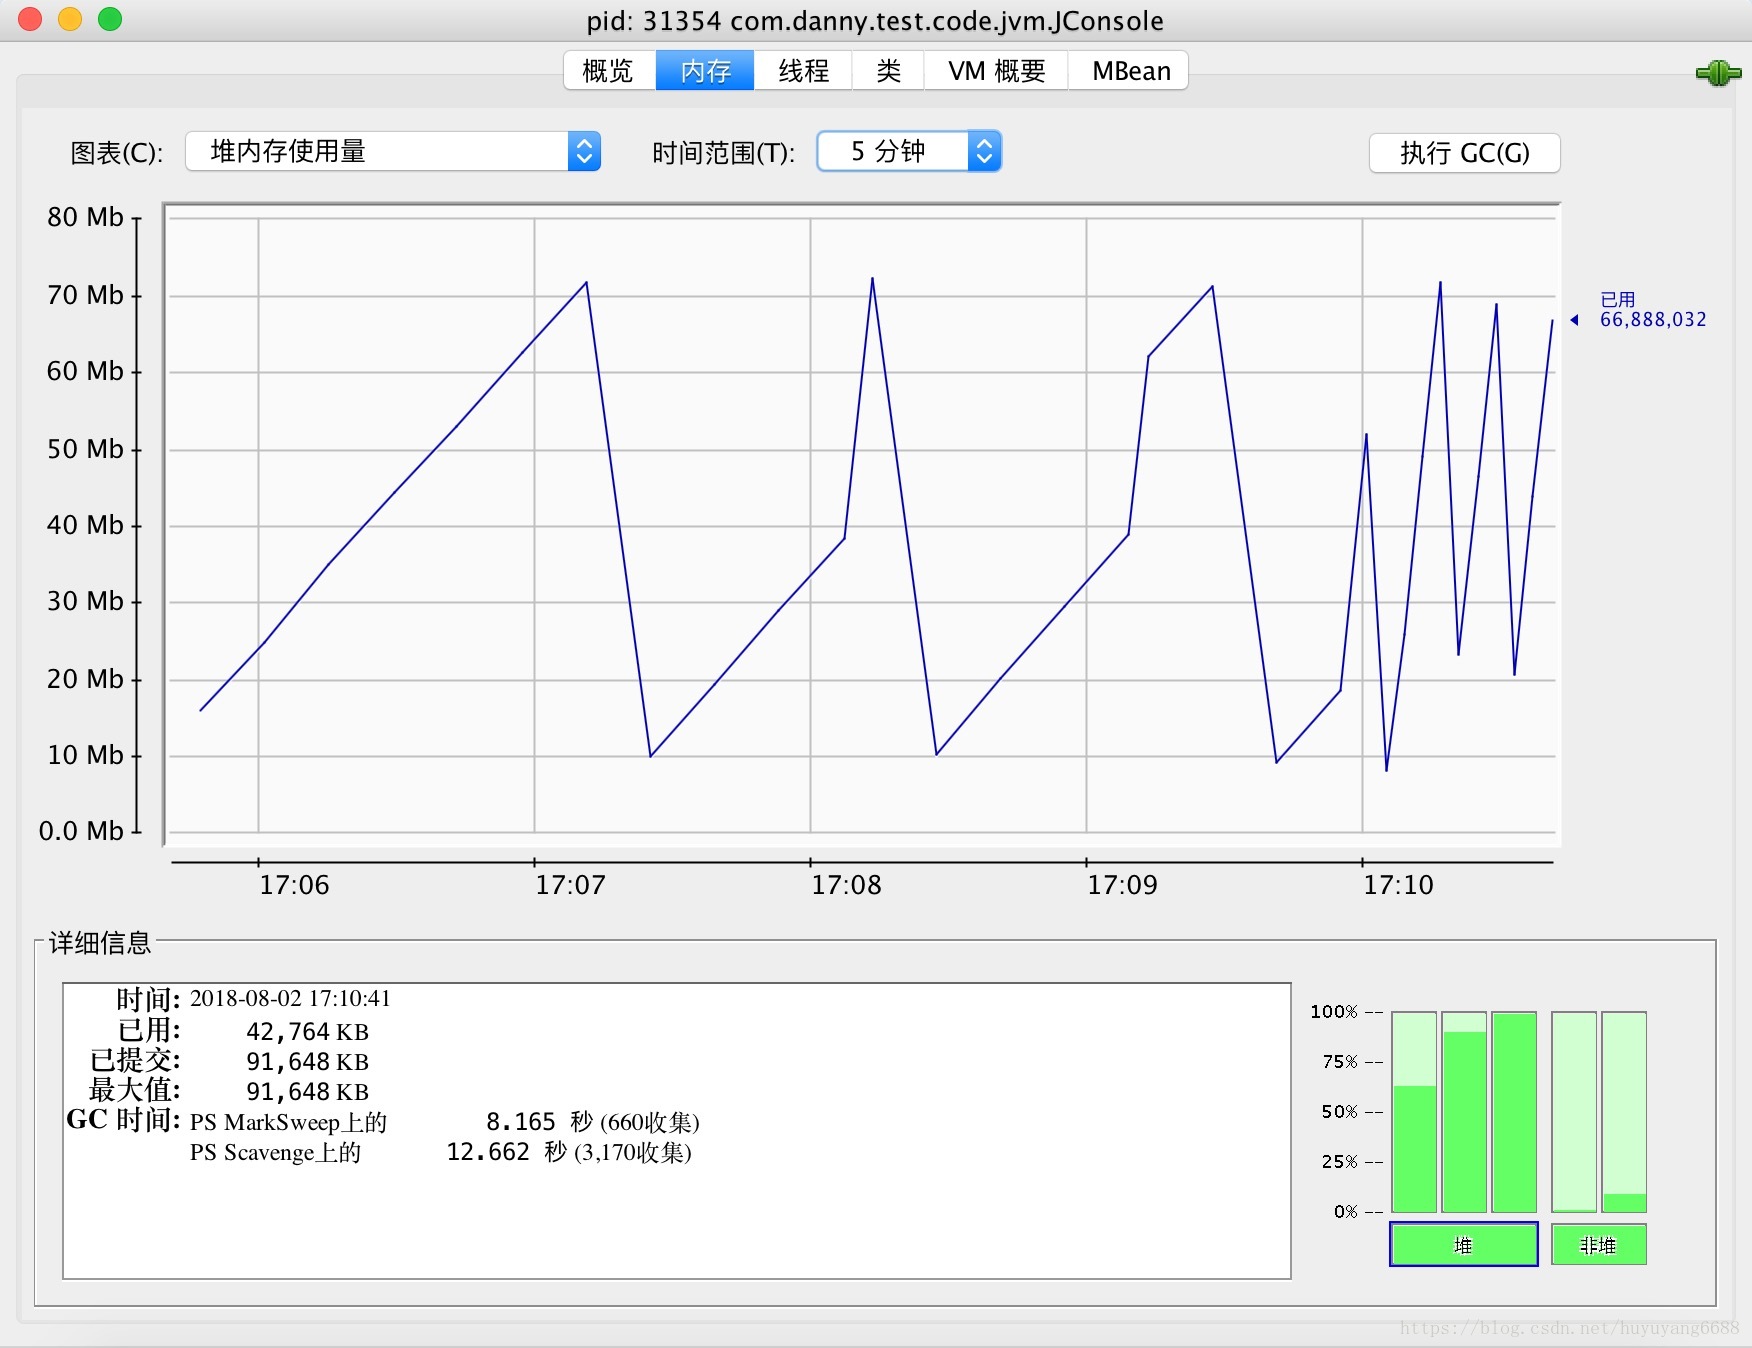 pid: 31354 com.danny.test.code.jvm.JConsole
概览 内存 线程 类 VM 概要 MBean
图表(C): 堆内存使用量 时间范围(T): 5 分钟 执行 GC(G)
80 Mb
70 Mb
60 Mb
50 Mb
40 Mb
30 Mb
20 Mb
10 Mb
0.0 Mb
已用
66,888,032
17:06 17:07 17:08 17:09 17:10
详细信息
时间: 2018-08-02 17:10:41
已用: 42,764 KB
已提交: 91,648 KB
最大值: 91,648 KB
GC 时间: PS MarkSweep上的 8.165 秒 (660收集)
PS Scavenge上的 12.662 秒 (3,170收集)
100% --
75% --
50% --
25% --
0% --
堆 非堆
https://blog.csdn.net/huyuyang6688